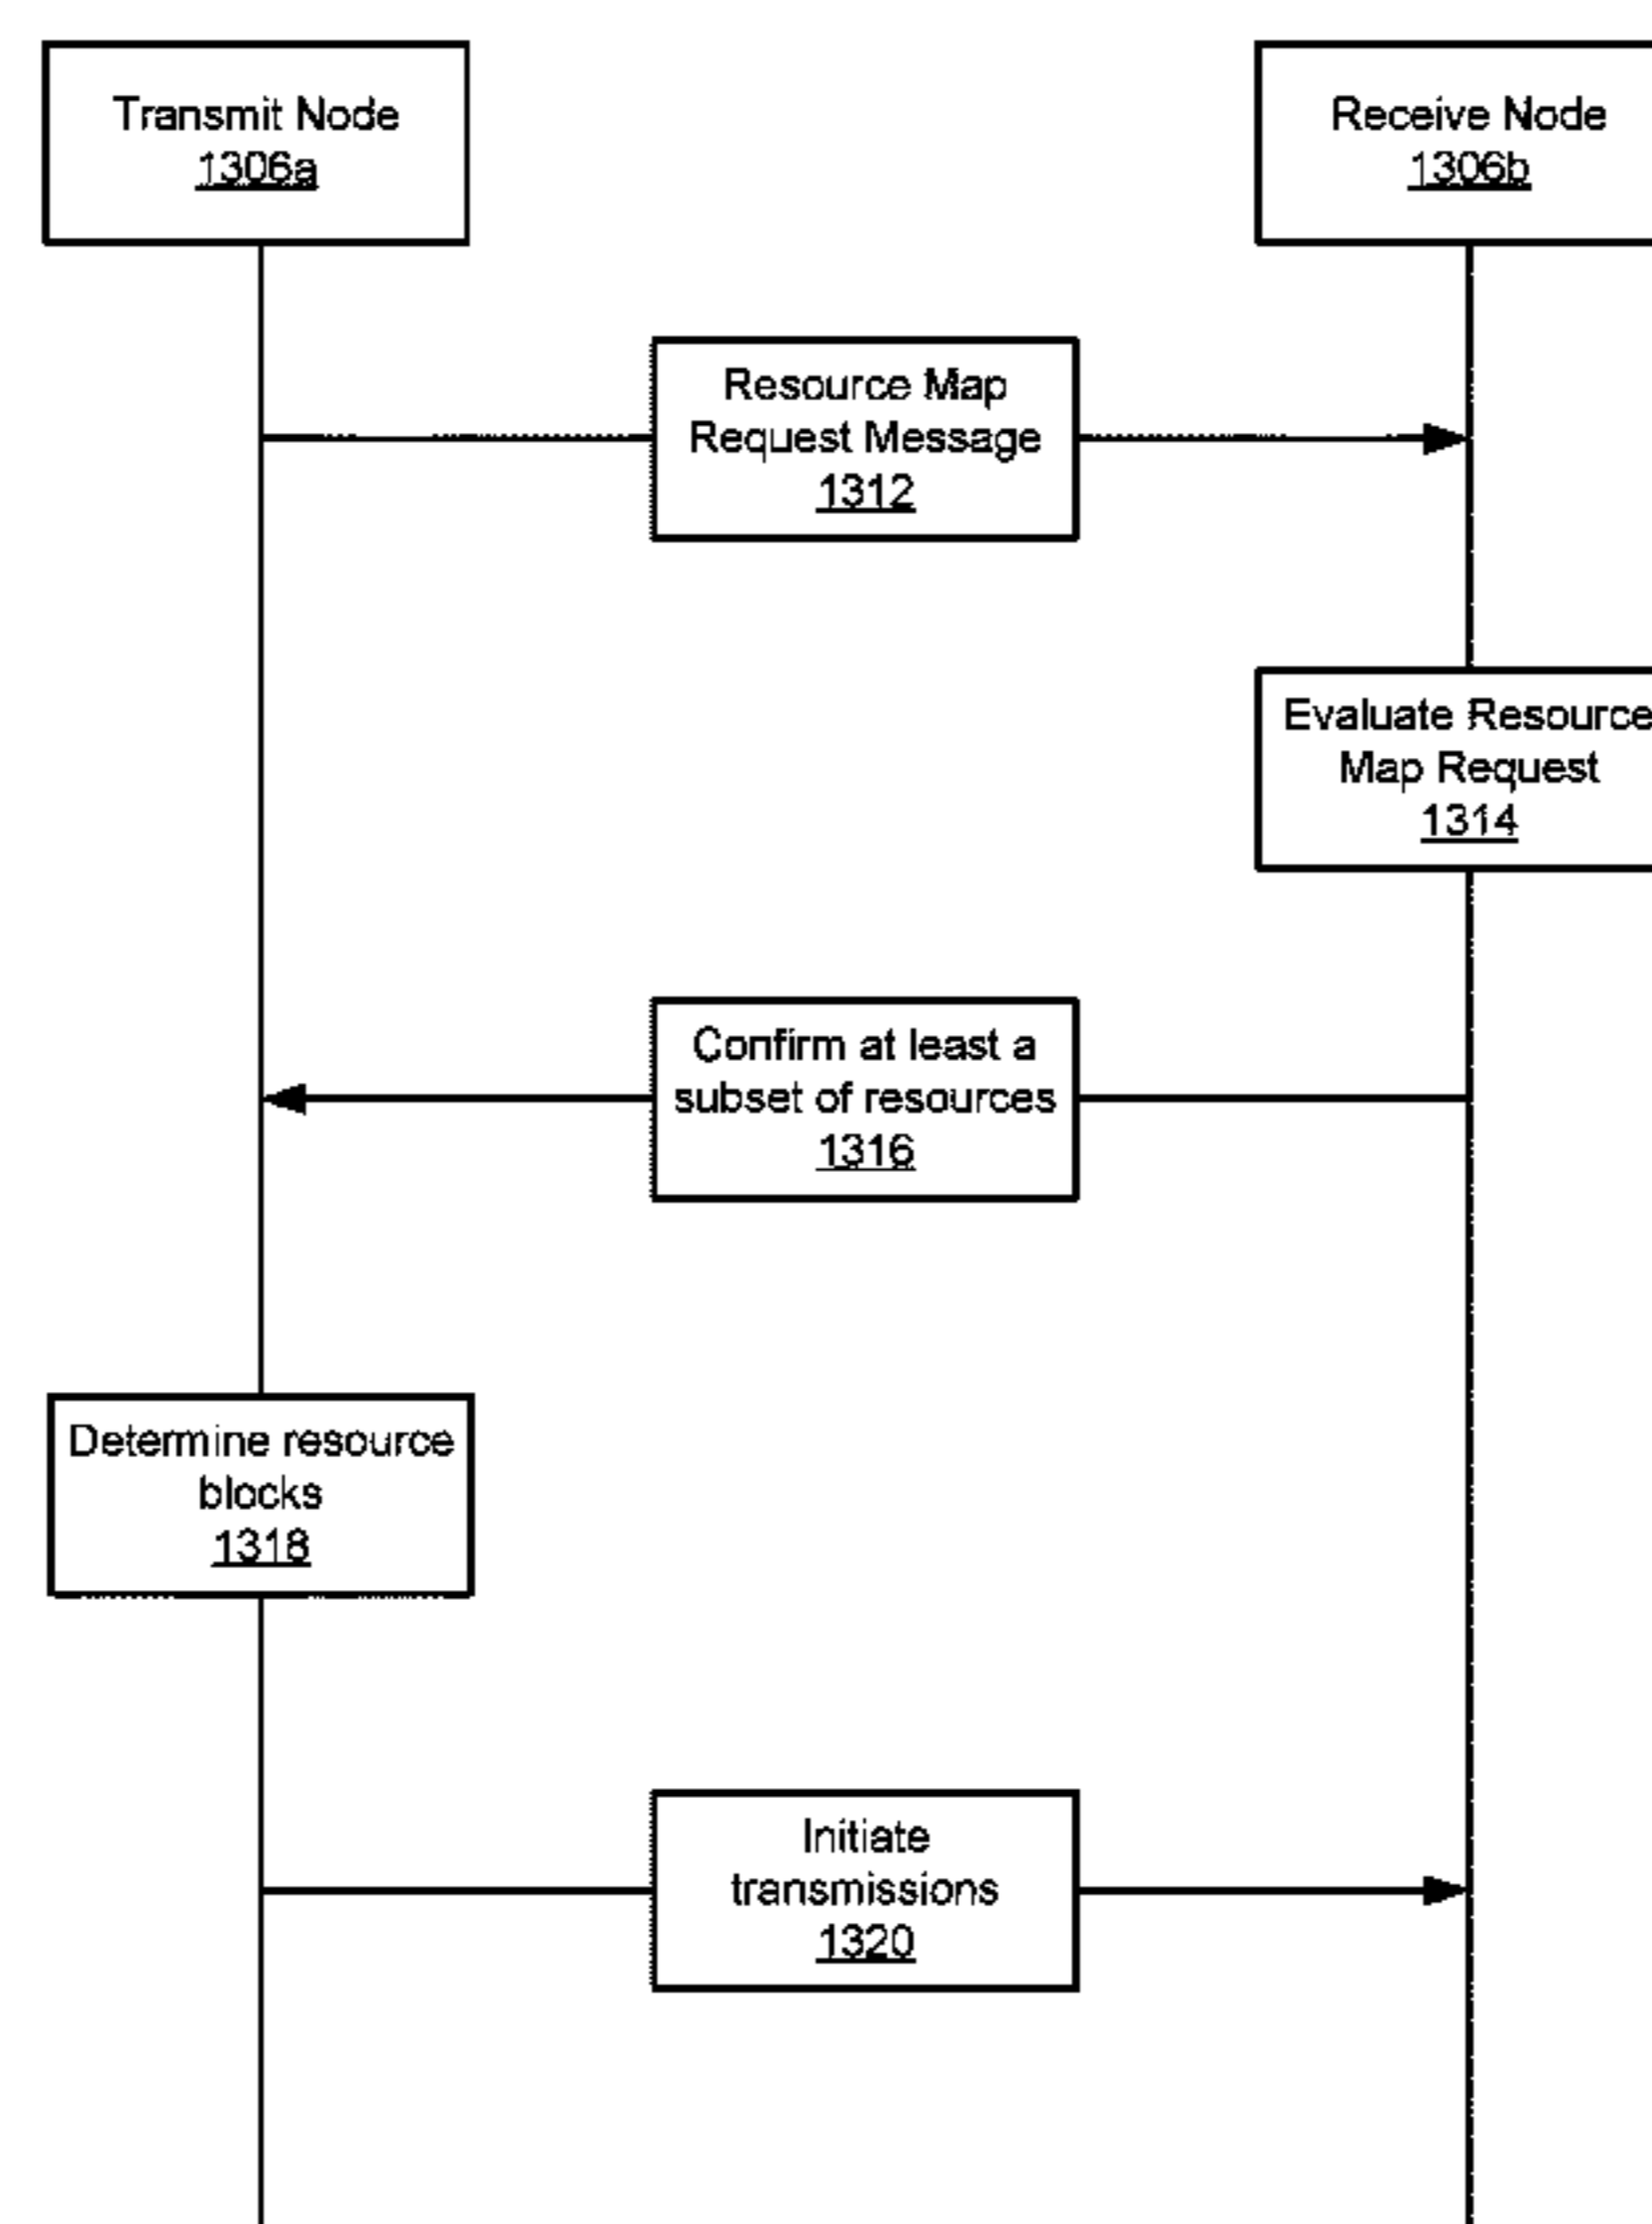 Transmit Node
1306a
Receive Node
1306b
Resource Map
Request Message
1312
Evaluate Resource
Map Request
1314
Confirm at least a
subset of resources
1316
Determine resource
blocks
1318
Initiate
transmissions
1320